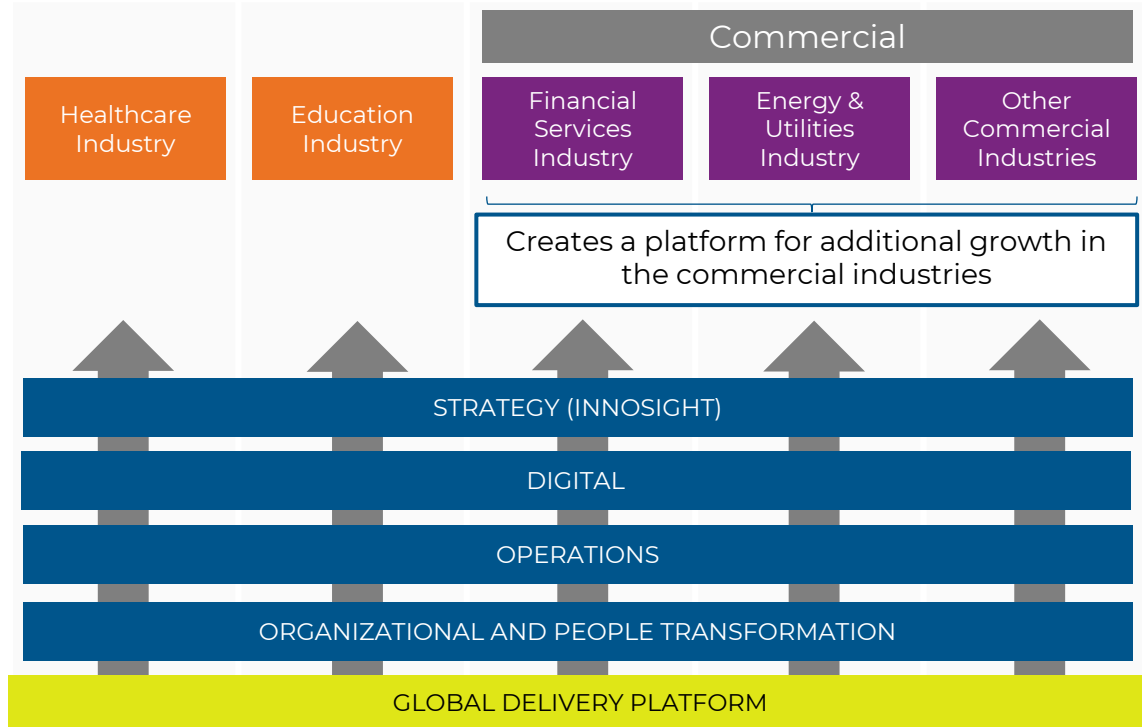 Commercial
Healthcare
Industry
Education
Industry
Financial
Services
Industry
Energy &
Utilities
Industry
Other
Commercial
Industries
Creates a platform for additional growth in
the commercial industries
STRATEGY (INNOSIGHT)
DIGITAL
OPERATIONS
ORGANIZATIONAL AND PEOPLE TRANSFORMATION
GLOBAL DELIVERY PLATFORM